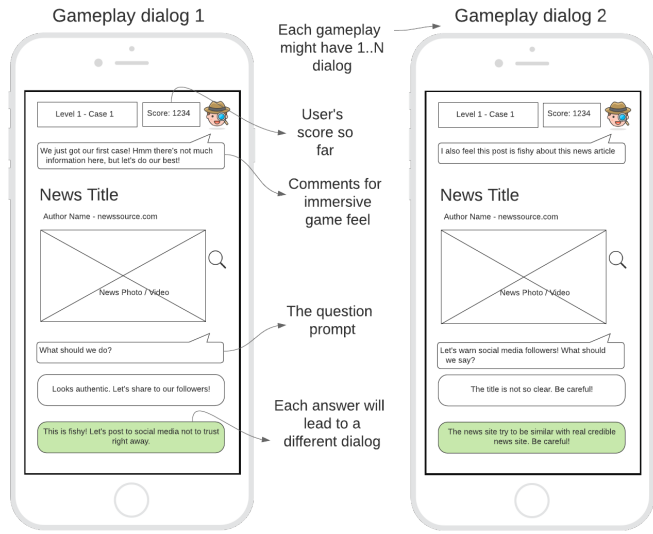 Gameplay dialog 1
Level 1 - Case 1
Score: 1234
We just got our first case! Hmm there's not much
information here, but let's do our best!
News Title
Author Name - newssource.com
News Photo / Video
What should we do?
Looks authentic. Let's share to our followers!
This is fishy! Let's post to social media not to trust
right away.
Each gameplay
might have 1..N
dialog
User's
score so
far
Comments for
immersive
game feel
The question
prompt
Each answer will
lead to a
different dialog
Gameplay dialog 2
Level 1 - Case 1
Score: 1234
I also feel this post is fishy about this news article
News Title
Author Name - newssource.com
News Photo / Video
Let's warn social media followers! What should
we say?
The title is not so clear. Be careful!
The news site try to be similar with real credible
news site. Be careful!